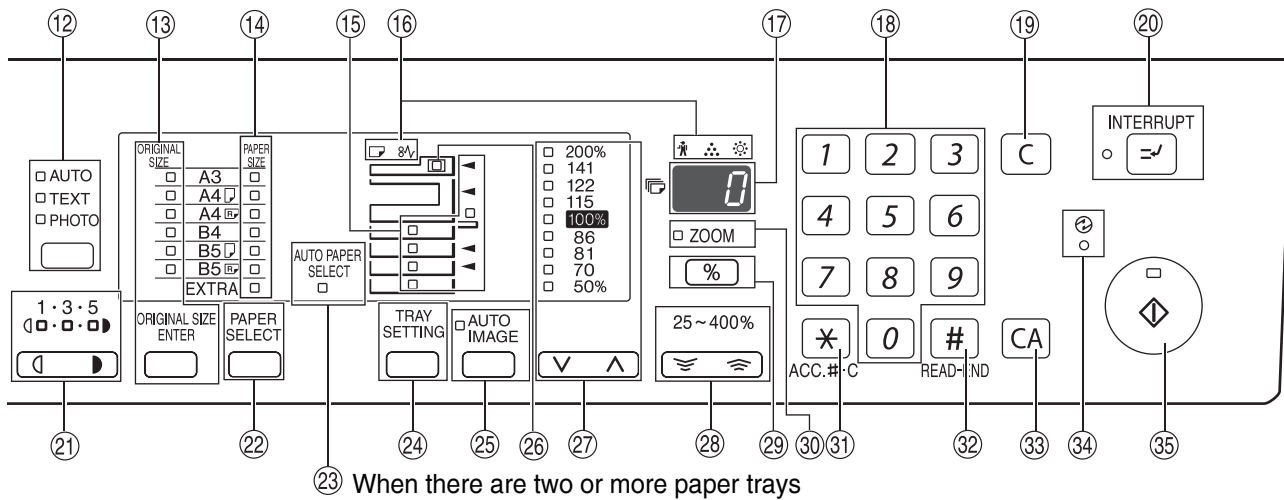 ⑫ ⑬ ⑭ ⑮ ⑯ ⑰ ⑱ ⑲ ⑳
INTERRUPT
AUTO
TEXT
PHOTO
ORIGINAL
SIZE
PAPER
SIZE
A3
A4
A4 R
B4
B5
B5 R
EXTRA
AUTO PAPER
SELECT
200%
141
122
115
100%
86
81
70
50%
0
ZOOM
%
1 2 3
4 5 6
7 8 9
0 #
C
CA
ACC.#·C
READ-END
1·3·5
ORIGINAL SIZE
ENTER
PAPER
SELECT
TRAY
SETTING
AUTO
IMAGE
25~400%
㉑ ㉒ ㉔ ㉕ ㉖ ㉗ ㉘ ㉙ ㉚ ㉛ ㉜ ㉝ ㉞ ㉟
㉓ When there are two or more paper trays